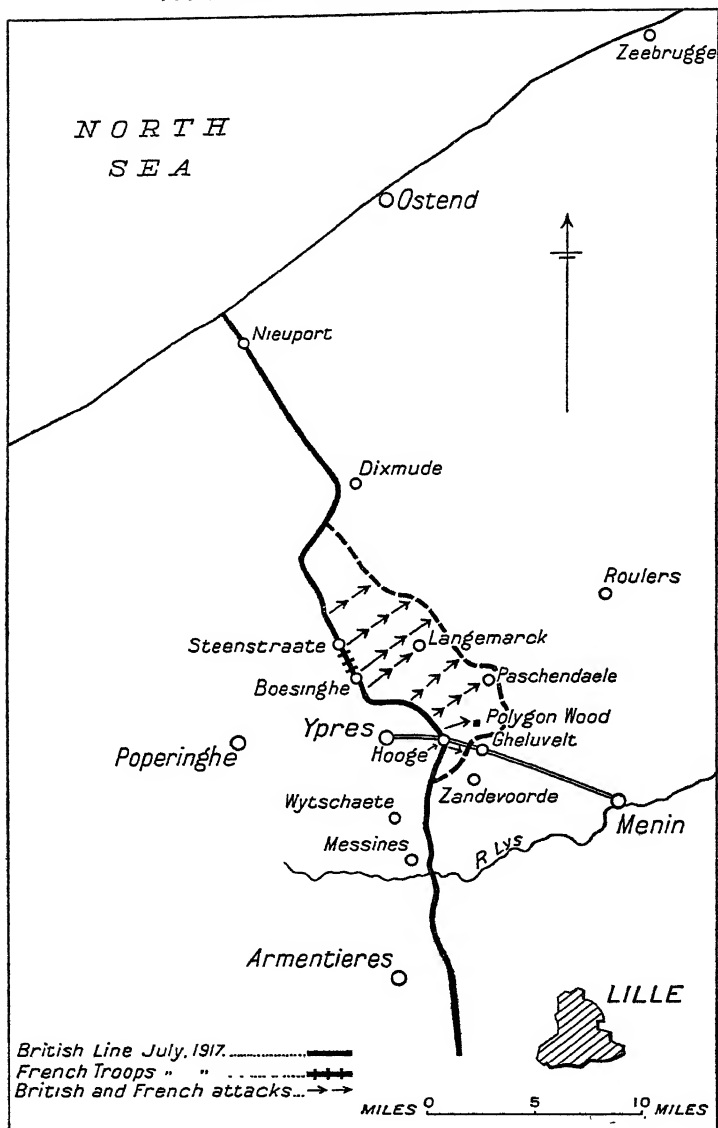 Zeebrugge
NORTH
SEA
Ostend
Nieuport
Dixmude
Roulers
Steenstraate
Langemarck
Boesinghe
Paschendaele
Polygon Wood
Ypres
Gheluvelt
Hooge
Poperinghe
Zandevoorde
Wytschaete
Menin
Messines
R Lys
Armentieres
LILLE
British Line July, 1917.
French Troops " "
British and French attacks
MILES 0 5 10 MILES